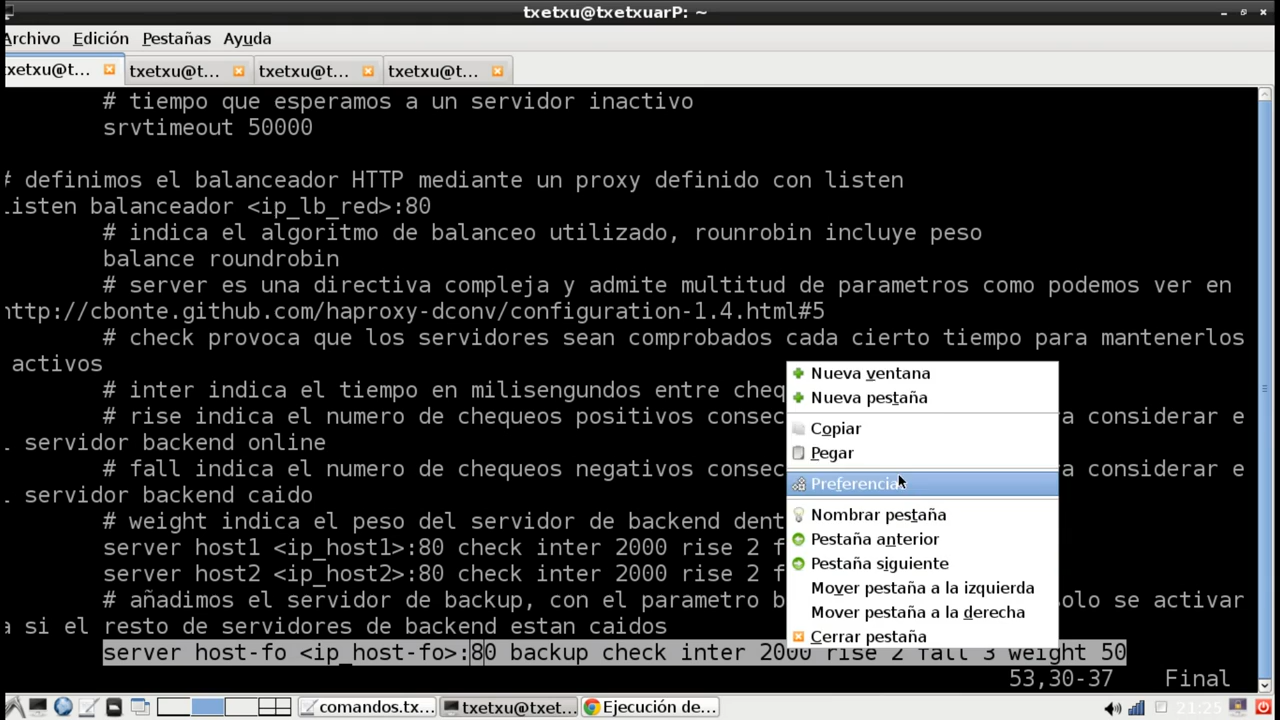 txetxu@txetxuarP: ~
Archivo Edición Pestañas Ayuda
txetxu@t... txetxu@t... txetxu@t... txetxu@t...
# tiempo que esperamos a un servidor inactivo
srvtimeout 50000
# definimos el balanceador HTTP mediante un proxy definido con listen
listen balanceador <ip_lb_red>:80
# indica el algoritmo de balanceo utilizado, rounrobin incluye peso
balance roundrobin
# server es una directiva compleja y admite multitud de parametros como podemos ver en
http://cbonte.github.com/haproxy-dconv/configuration-1.4.html#5
# check provoca que los servidores sean comprobados cada cierto tiempo para mantenerlos
activos
# inter indica el tiempo en milisengundos entre cheq
# rise indica el numero de chequeos positivos consec a considerar e
l servidor backend online
# fall indica el numero de chequeos negativos consec a considerar e
l servidor backend caido
# weight indica el peso del servidor de backend dent
server host1 <ip_host1>:80 check inter 2000 rise 2 f
server host2 <ip_host2>:80 check inter 2000 rise 2 f
# añadimos el servidor de backup, con el parametro b solo se activar
a si el resto de servidores de backend estan caidos
server host-fo <ip_host-fo>:80 backup check inter 2000 rise 2 fall 3 weight 50
53,30-37 Final
Nueva ventana
Nueva pestaña
Copiar
Pegar
Preferencias
Nombrar pestaña
Pestaña anterior
Pestaña siguiente
Mover pestaña a la izquierda
Mover pestaña a la derecha
Cerrar pestaña
comandos.tx... txetxu@txet... Ejecución de... 21:25